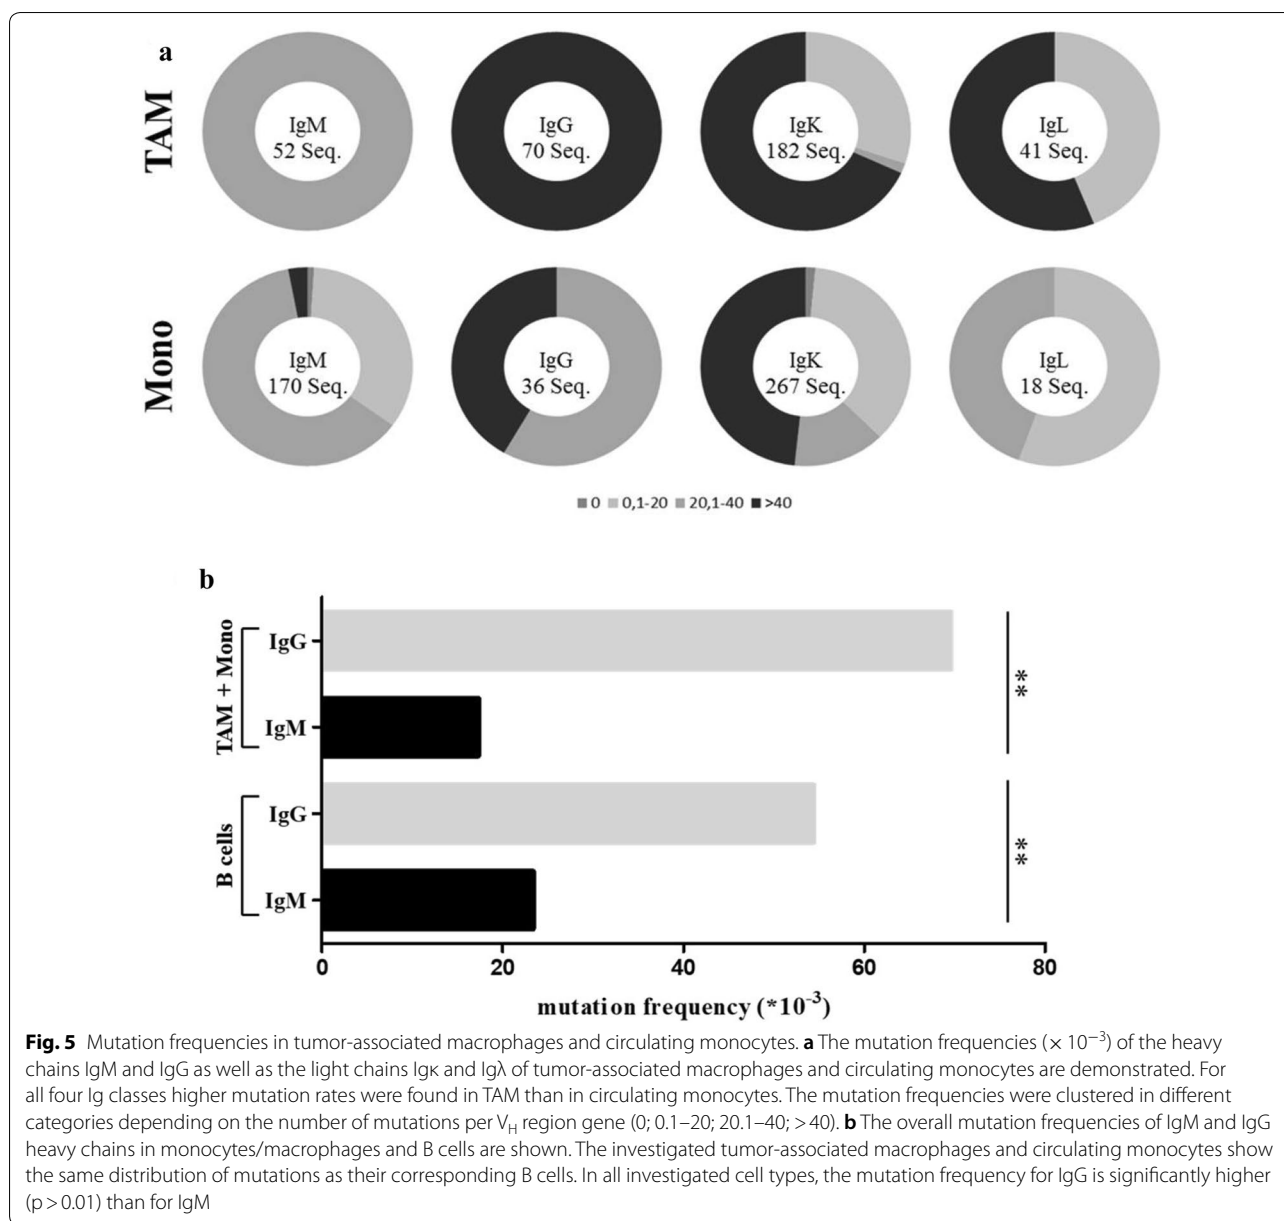 a
TAM
IgM
52 Seq.
IgG
70 Seq.
IgK
182 Seq.
IgL
41 Seq.
Mono
IgM
170 Seq.
IgG
36 Seq.
IgK
267 Seq.
IgL
18 Seq.
0 0,1-20 20,1-40 >40
b
TAM + Mono
IgG
IgM
**
B cells
IgG
IgM
**
0 20 40 60 80
mutation frequency (*10⁻³)
Fig. 5 Mutation frequencies in tumor-associated macrophages and circulating monocytes. a The mutation frequencies (× 10⁻³) of the heavy
chains IgM and IgG as well as the light chains Igκ and Igλ of tumor-associated macrophages and circulating monocytes are demonstrated. For
all four Ig classes higher mutation rates were found in TAM than in circulating monocytes. The mutation frequencies were clustered in different
categories depending on the number of mutations per V_H region gene (0; 0.1–20; 20.1–40; > 40). b The overall mutation frequencies of IgM and IgG
heavy chains in monocytes/macrophages and B cells are shown. The investigated tumor-associated macrophages and circulating monocytes show
the same distribution of mutations as their corresponding B cells. In all investigated cell types, the mutation frequency for IgG is significantly higher
(p > 0.01) than for IgM